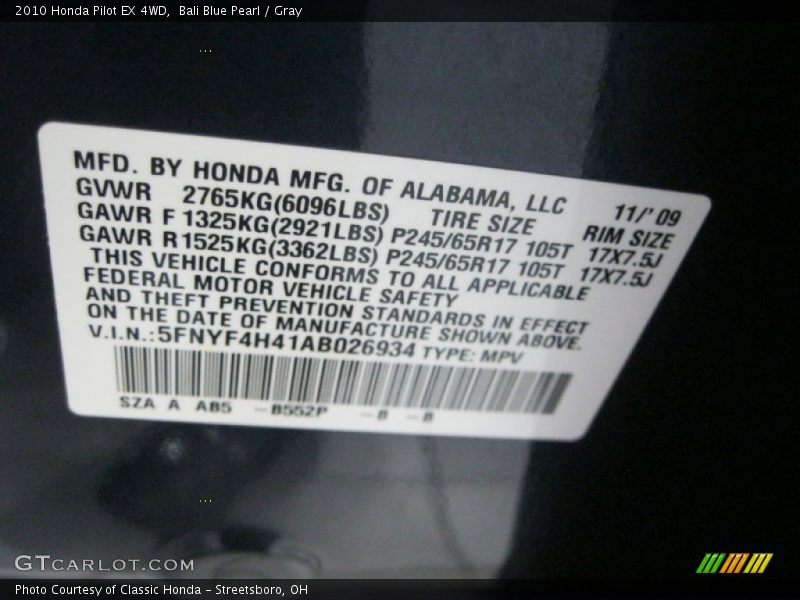 2010 Honda Pilot EX 4WD,  Bali Blue Pearl / Gray
MFD. BY HONDA MFG. OF ALABAMA, LLC 11/' 09
GVWR 2765KG(6096LBS) TIRE SIZE RIM SIZE
GAWR F 1325KG(2921LBS) P245/65R17 105T 17X7.5J
GAWR R 1525KG(3362LBS) P245/65R17 105T 17X7.5J
THIS VEHICLE CONFORMS TO ALL APPLICABLE
FEDERAL MOTOR VEHICLE SAFETY
AND THEFT PREVENTION STANDARDS IN EFFECT
ON THE DATE OF MANUFACTURE SHOWN ABOVE.
V.I.N.:5FNYF4H41AB026934 TYPE: MPV
SZA A AB5 -B552P -B -B
GTCARLOT.COM
Photo Courtesy of Classic Honda - Streetsboro, OH